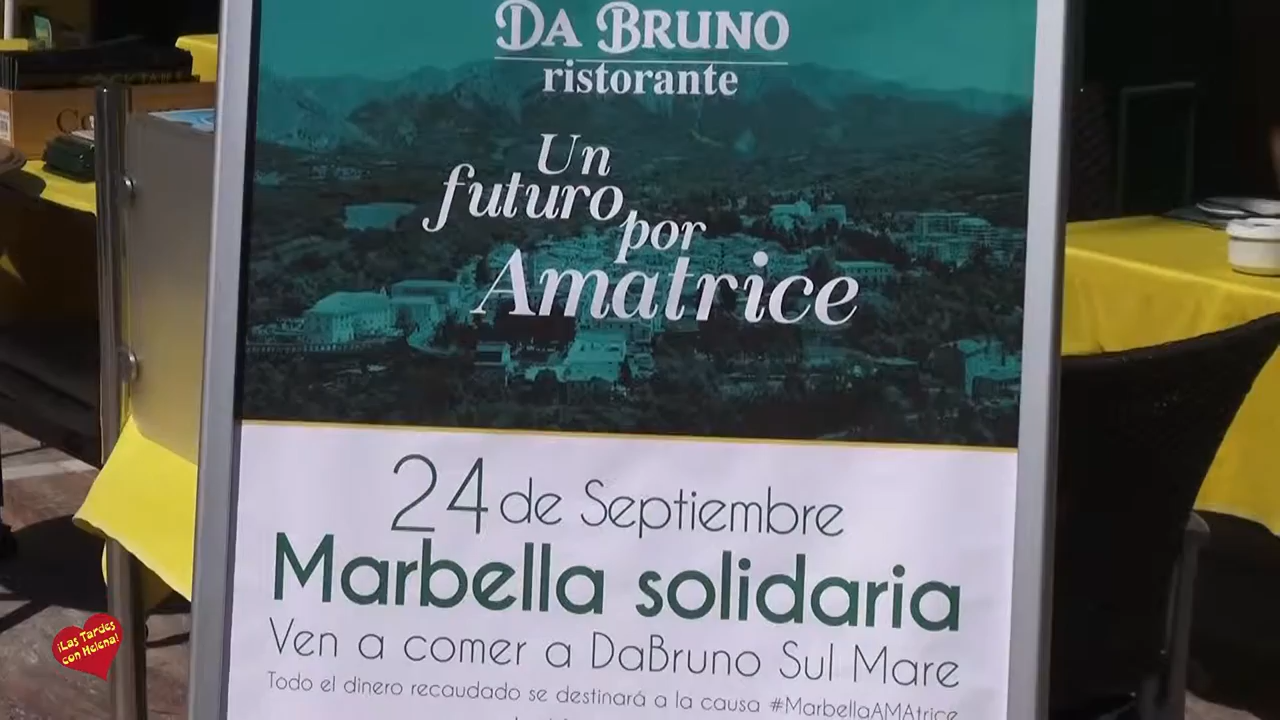 DA BRUNO
ristorante
Un
futuro
por
Amatrice
24 de Septiembre
Marbella solidaria
Ven a comer a DaBruno Sul Mare
Todo el dinero recaudado se destinará a la causa #MarbellaAMAtrice
¡Las Tardes
con Helena!